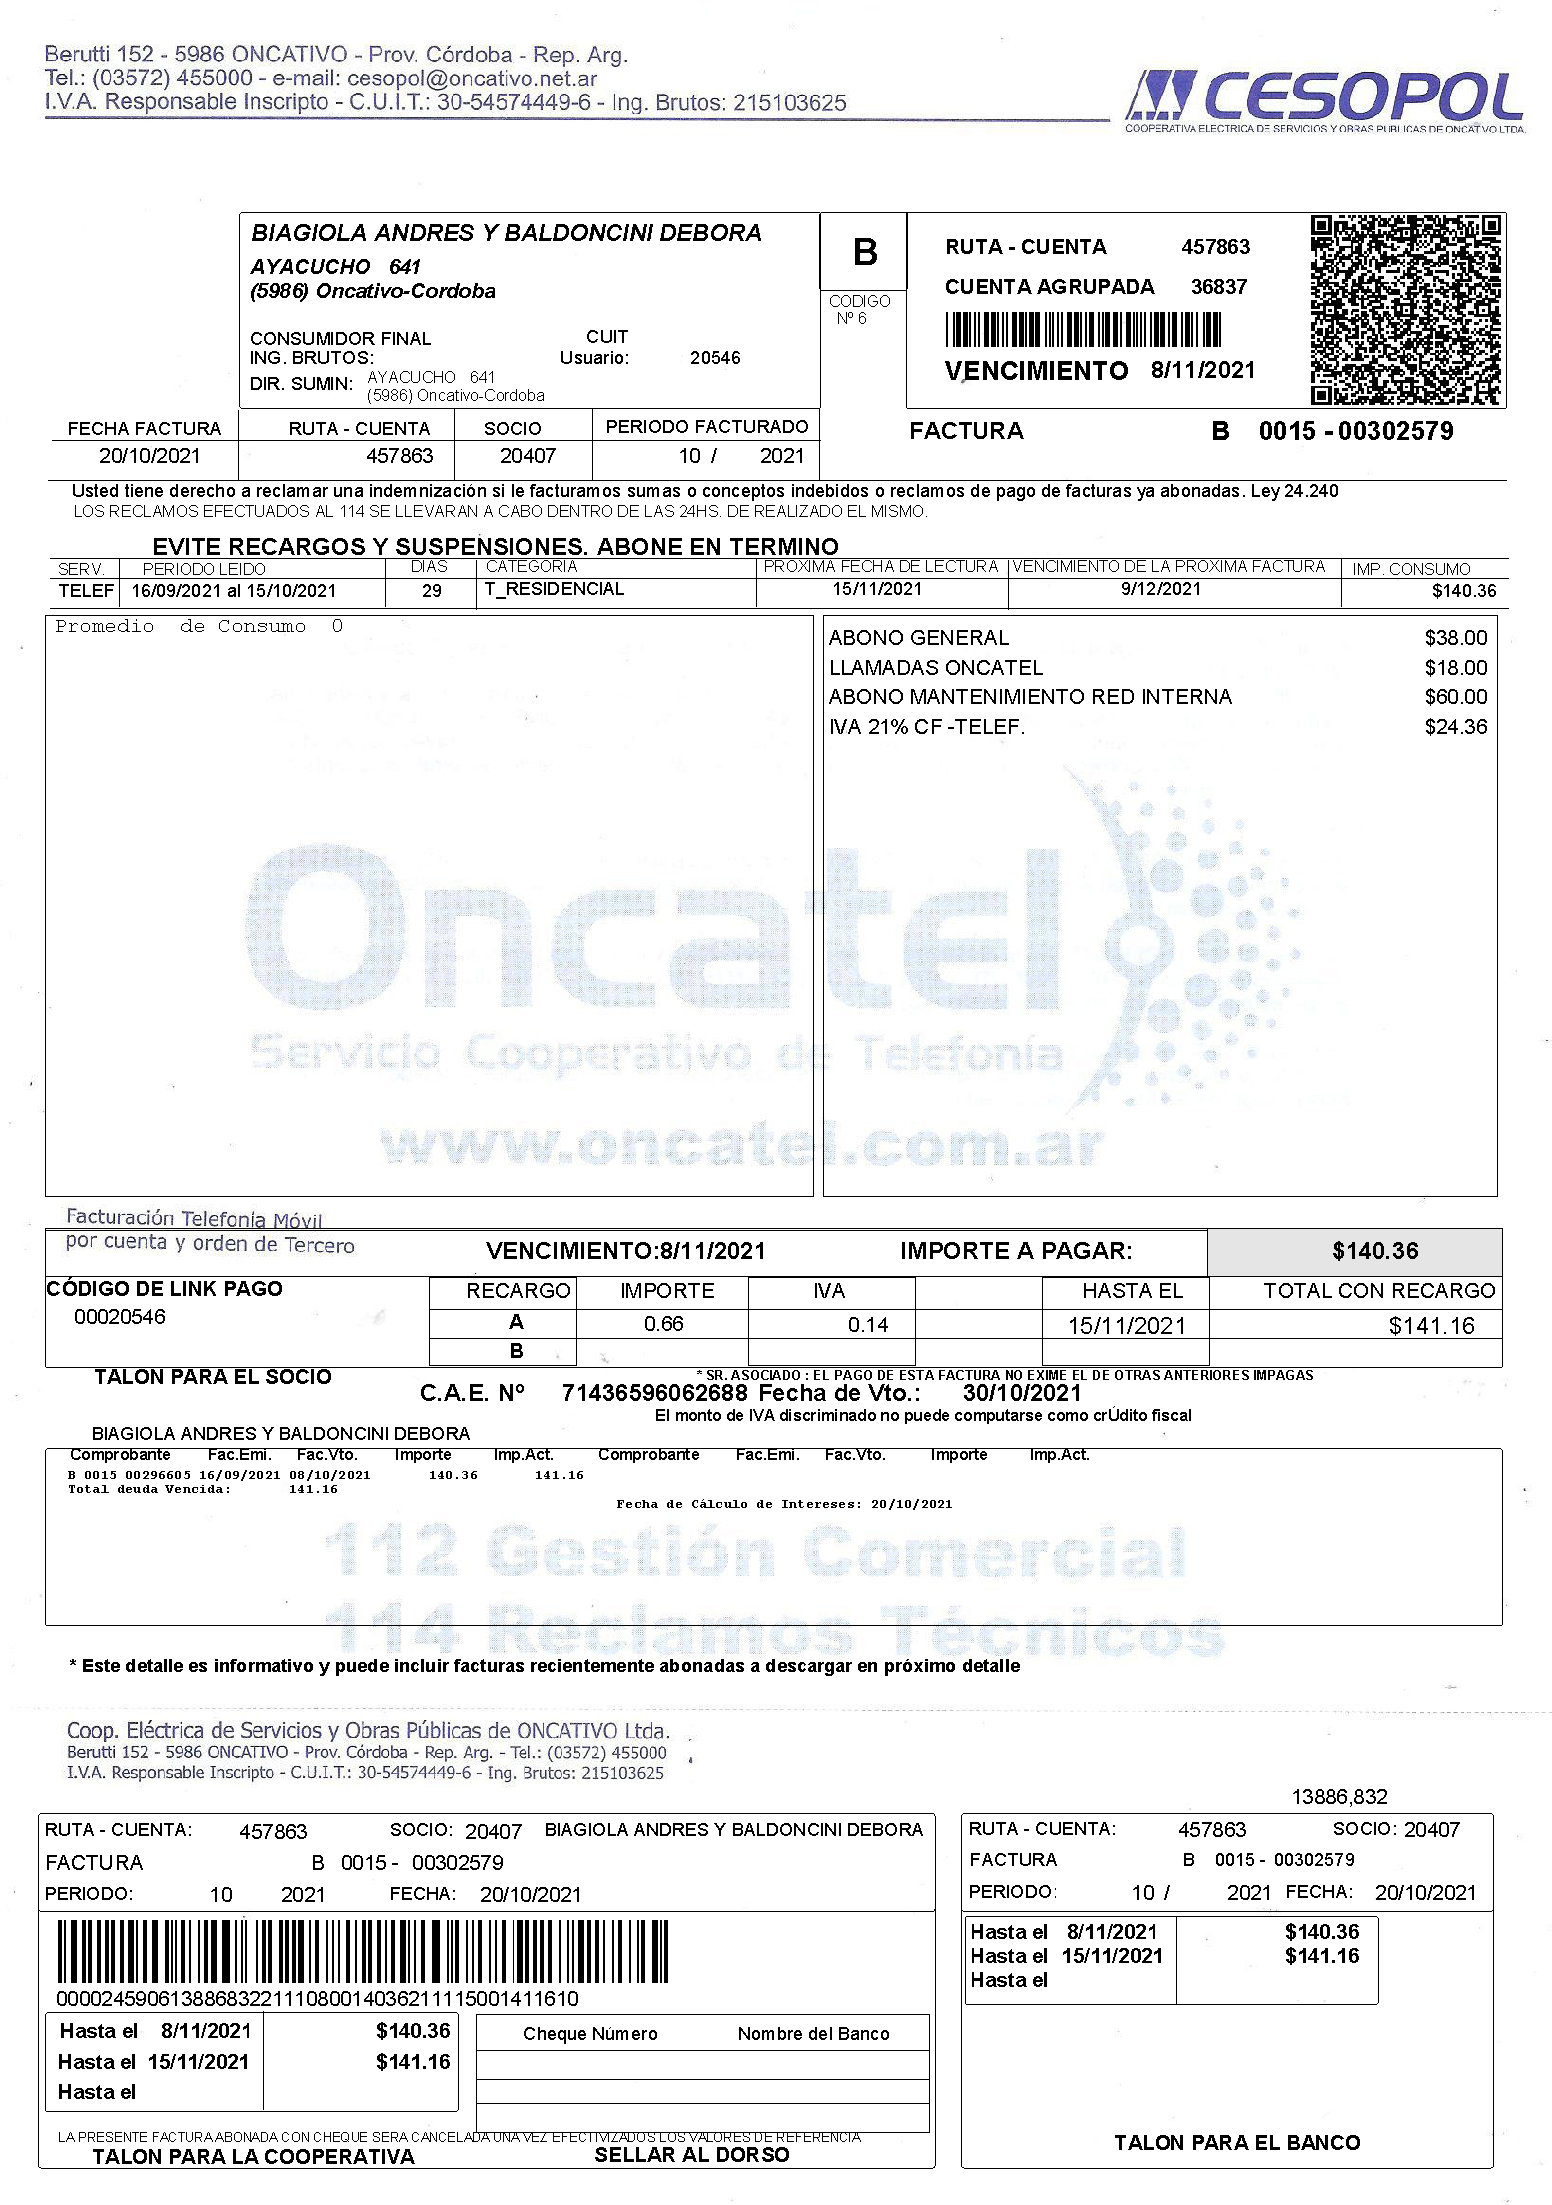 Berutti 152 - 5986 ONCATIVO - Prov. Córdoba - Rep. Arg.
Tel.: (03572) 455000 - e-mail: cesopol@oncativo.net.ar
I.V.A. Responsable Inscripto - C.U.I.T.: 30-54574449-6 - Ing. Brutos: 215103625
CESOPOL
COOPERATIVA ELECTRICA DE SERVICIOS Y OBRAS PUBLICAS DE ONCATIVO LTDA.
BIAGIOLA ANDRES Y BALDONCINI DEBORA
AYACUCHO 641
(5986) Oncativo-Cordoba
CONSUMIDOR FINAL CUIT
ING. BRUTOS: Usuario: 20546
DIR. SUMIN: AYACUCHO 641
(5986) Oncativo-Cordoba
B
CODIGO
Nº 6
RUTA - CUENTA 457863
CUENTA AGRUPADA 36837
VENCIMIENTO 8/11/2021
FECHA FACTURA RUTA - CUENTA SOCIO PERIODO FACTURADO
20/10/2021 457863 20407 10 / 2021
FACTURA B 0015 - 00302579
Usted tiene derecho a reclamar una indemnización si le facturamos sumas o conceptos indebidos o reclamos de pago de facturas ya abonadas. Ley 24.240
LOS RECLAMOS EFECTUADOS AL 114 SE LLEVARAN A CABO DENTRO DE LAS 24HS. DE REALIZADO EL MISMO.
EVITE RECARGOS Y SUSPENSIONES. ABONE EN TERMINO
SERV. PERIODO LEIDO DIAS CATEGORIA PROXIMA FECHA DE LECTURA VENCIMIENTO DE LA PROXIMA FACTURA IMP. CONSUMO
TELEF 16/09/2021 al 15/10/2021 29 T_RESIDENCIAL 15/11/2021 9/12/2021 $140.36
Promedio de Consumo 0
ABONO GENERAL $38.00
LLAMADAS ONCATEL $18.00
ABONO MANTENIMIENTO RED INTERNA $60.00
IVA 21% CF -TELEF. $24.36
Oncatel
Servicio Cooperativo de Telefonía
www.oncatel.com.ar
Facturación Telefonía Móvil
por cuenta y orden de Tercero
VENCIMIENTO:8/11/2021 IMPORTE A PAGAR: $140.36
CÓDIGO DE LINK PAGO
00020546
RECARGO IMPORTE IVA HASTA EL TOTAL CON RECARGO
A 0.66 0.14 15/11/2021 $141.16
B
TALON PARA EL SOCIO
* SR. ASOCIADO : EL PAGO DE ESTA FACTURA NO EXIME EL DE OTRAS ANTERIORES IMPAGAS
C.A.E. Nº 71436596062688 Fecha de Vto.: 30/10/2021
El monto de IVA discriminado no puede computarse como crÚdito fiscal
BIAGIOLA ANDRES Y BALDONCINI DEBORA
Comprobante Fac.Emi. Fac.Vto. Importe Imp.Act. Comprobante Fac.Emi. Fac.Vto. Importe Imp.Act.
B 0015 00296605 16/09/2021 08/10/2021 140.36 141.16
Total deuda Vencida: 141.16
Fecha de Cálculo de Intereses: 20/10/2021
112 Gestión Comercial
114 Reclamos Técnicos
* Este detalle es informativo y puede incluir facturas recientemente abonadas a descargar en próximo detalle
Coop. Eléctrica de Servicios y Obras Públicas de ONCATIVO Ltda.
Berutti 152 - 5986 ONCATIVO - Prov. Córdoba - Rep. Arg. - Tel.: (03572) 455000
I.V.A. Responsable Inscripto - C.U.I.T.: 30-54574449-6 - Ing. Brutos: 215103625
13886,832
RUTA - CUENTA: 457863 SOCIO: 20407 BIAGIOLA ANDRES Y BALDONCINI DEBORA
FACTURA B 0015 - 00302579
PERIODO: 10 2021 FECHA: 20/10/2021
00002459061388683221110800140362111150014​11610
Hasta el 8/11/2021 $140.36
Hasta el 15/11/2021 $141.16
Hasta el
Cheque Número Nombre del Banco
LA PRESENTE FACTURA ABONADA CON CHEQUE SERA CANCELADA UNA VEZ EFECTIVIZADOS LOS VALORES DE REFERENCIA
TALON PARA LA COOPERATIVA SELLAR AL DORSO
RUTA - CUENTA: 457863 SOCIO: 20407
FACTURA B 0015 - 00302579
PERIODO: 10 / 2021 FECHA: 20/10/2021
Hasta el 8/11/2021 $140.36
Hasta el 15/11/2021 $141.16
Hasta el
TALON PARA EL BANCO